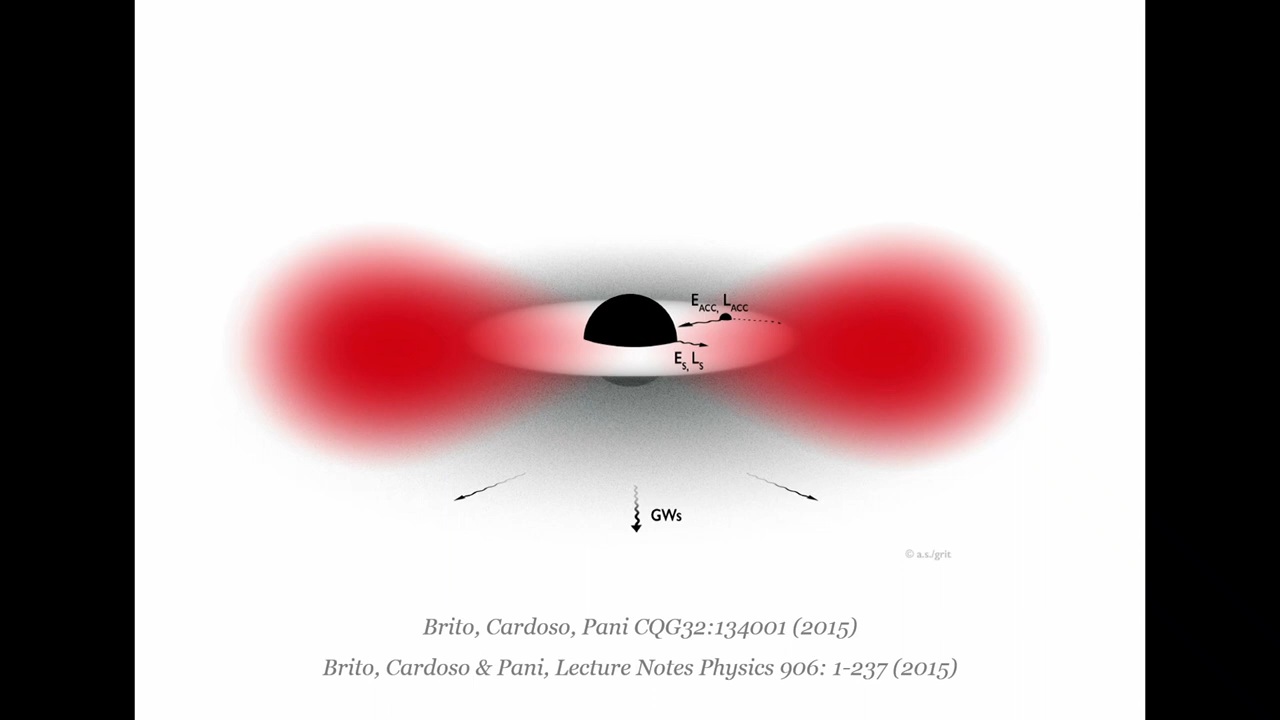 E_ACC, L_ACC
E_S, L_S
GWs
© a.s./grit
Brito, Cardoso, Pani CQG32:134001 (2015)
Brito, Cardoso & Pani, Lecture Notes Physics 906: 1-237 (2015)